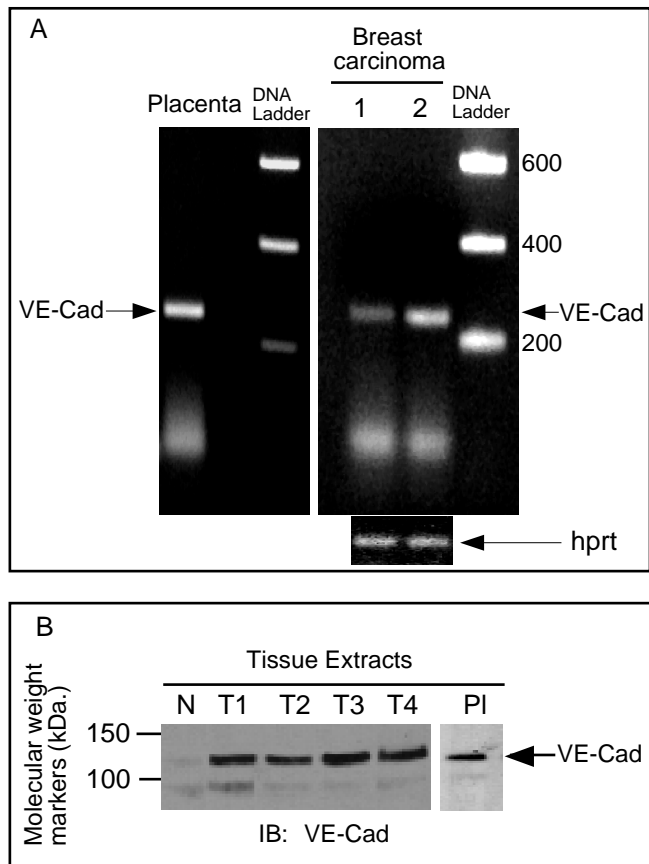 A
Breast
carcinoma
Placenta
DNA
Ladder
1 2
DNA
Ladder
600
400
VE-Cad
VE-Cad
200
hprt
B
Tissue Extracts
Molecular weight
markers (kDa.)
N T1 T2 T3 T4 Pl
150
100
VE-Cad
IB: VE-Cad